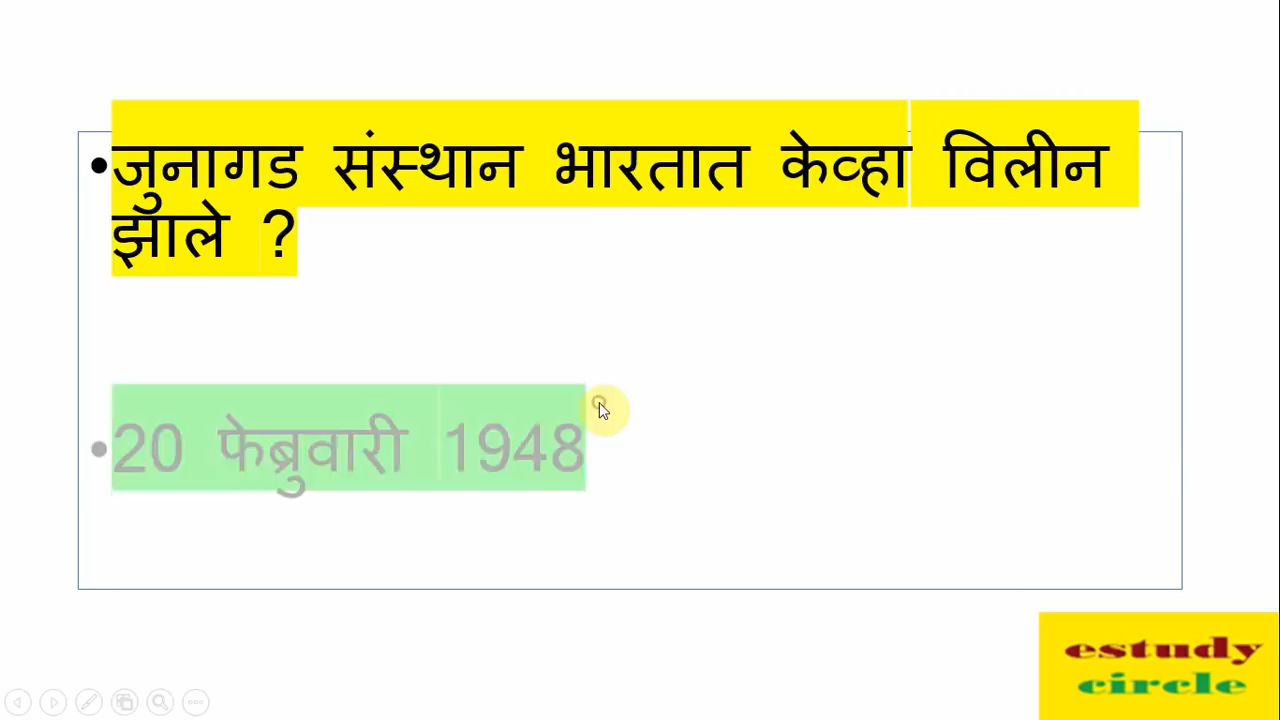 •जुनागड संस्थान भारतात केव्हा विलीन
झाले ?
•20 फेब्रुवारी 1948
estudy
circle